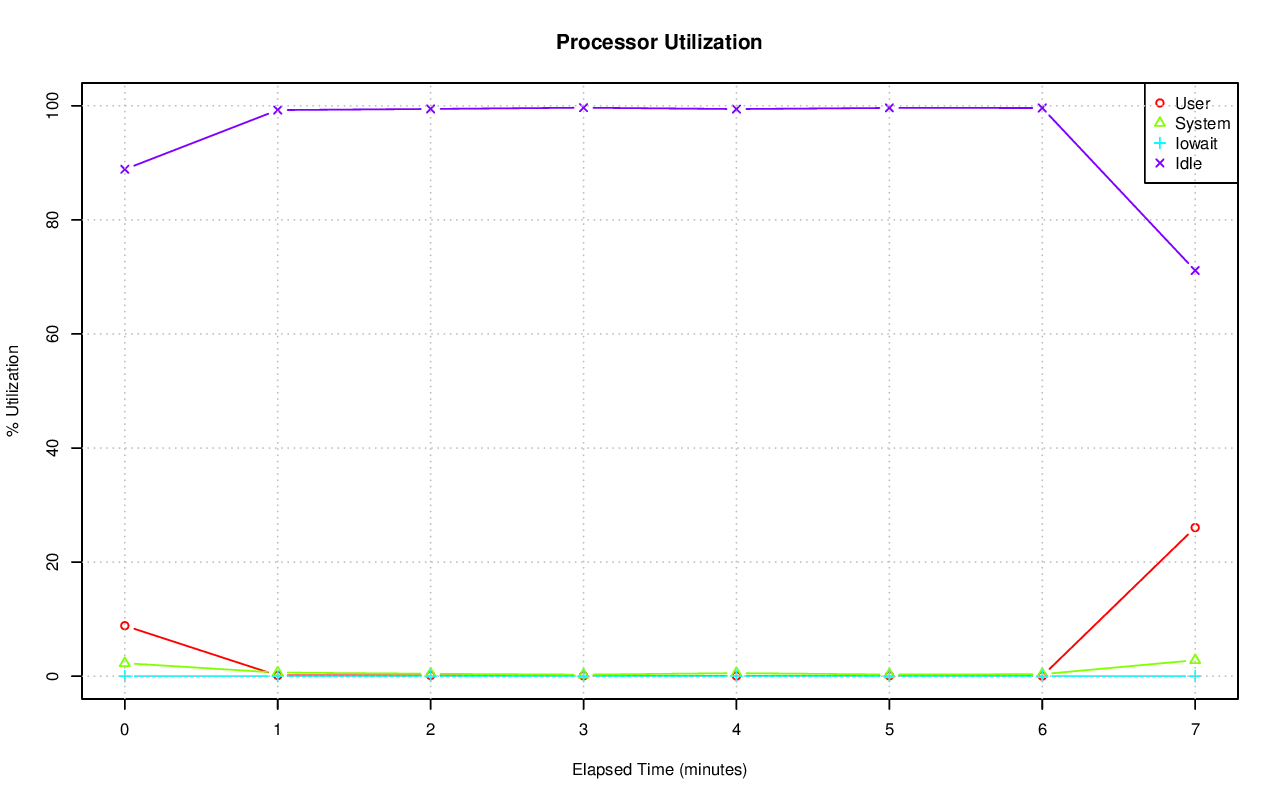 Processor Utilization
% Utilization
100
80
60
40
20
0
User
System
Iowait
Idle
0 1 2 3 4 5 6 7
Elapsed Time (minutes)